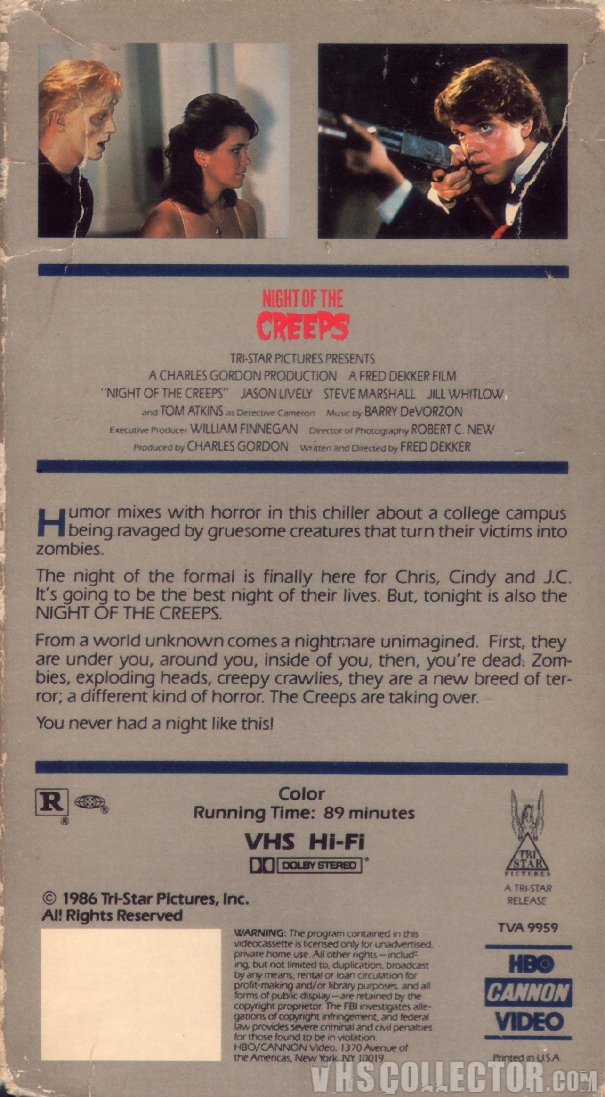 NIGHT OF THE
CREEPS
TRI-STAR PICTURES PRESENTS
A CHARLES GORDON PRODUCTION A FRED DEKKER FILM
"NIGHT OF THE CREEPS" JASON LIVELY STEVE MARSHALL JILL WHITLOW
and TOM ATKINS as Detective Cameron Music by BARRY DeVORZON
Executive Producer WILLIAM FINNEGAN Director of Photography ROBERT C. NEW
Produced by CHARLES GORDON Written and Directed by FRED DEKKER
Humor mixes with horror in this chiller about a college campus
being ravaged by gruesome creatures that turn their victims into
zombies.
The night of the formal is finally here for Chris, Cindy and J.C.
It's going to be the best night of their lives. But, tonight is also the
NIGHT OF THE CREEPS.
From a world unknown comes a nightmare unimagined. First, they
are under you, around you, inside of you, then, you're dead. Zom-
bies, exploding heads, creepy crawlies, they are a new breed of ter-
ror; a different kind of horror. The Creeps are taking over.
You never had a night like this!
R
®
®
Color
Running Time: 89 minutes
VHS Hi-Fi
DOLBY STEREO®
TRI
STAR
PICTURES
A TRI-STAR
RELEASE
© 1986 Tri-Star Pictures, Inc.
All Rights Reserved
TVA 9959
WARNING: The program contained in this
videocassette is licensed only for unadvertised,
private home use. All other rights—includ-
ing, but not limited to, duplication, broadcast
by any means, rental or loan circulation for
profit-making and/or library purposes, and all
forms of public display—are retained by the
copyright proprietor. The FBI investigates alle-
gations of copyright infringement, and federal
law provides severe criminal and civil penalties
for those found to be in violation.
HBO/CANNON Video, 1370 Avenue of
the Americas, New York, NY 10019
HBO
CANNON
VIDEO
Printed in U.S.A
VHSCOLLECTOR.COM